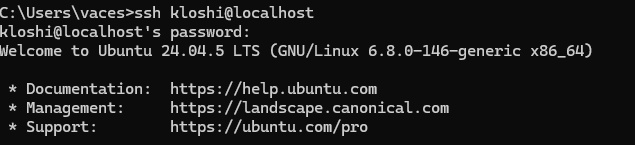 C:\Users\vaces>ssh kloshi@localhost
kloshi@localhost's password:
Welcome to Ubuntu 24.04.5 LTS (GNU/Linux 6.8.0-146-generic x86_64)
* Documentation: https://help.ubuntu.com
* Management: https://landscape.canonical.com
* Support: https://ubuntu.com/pro